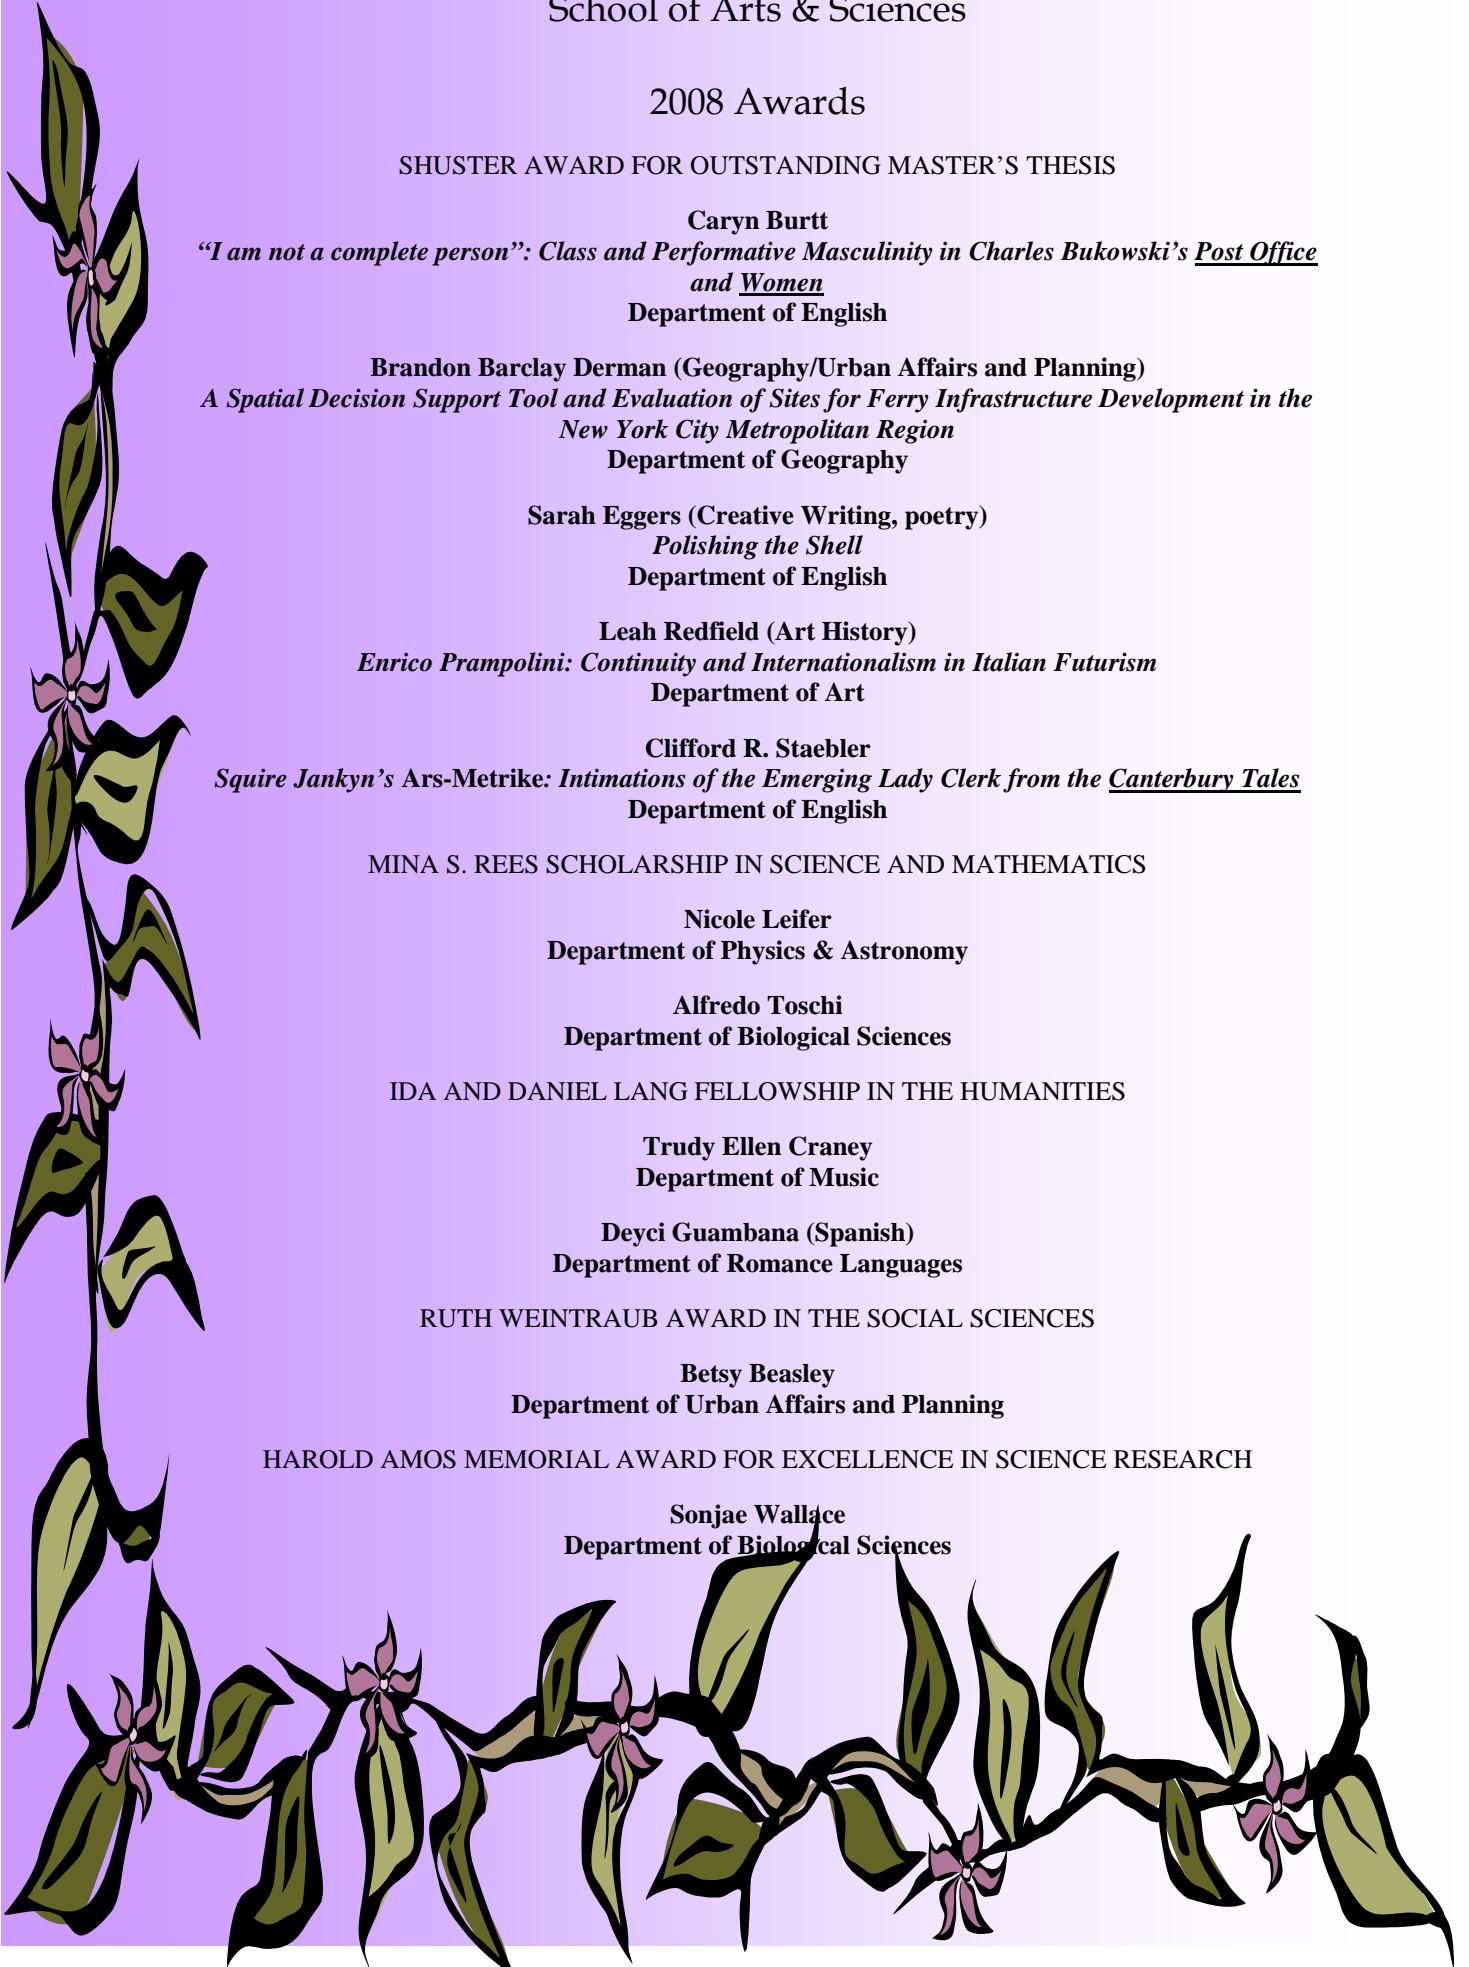 School of Arts & Sciences
2008 Awards
SHUSTER AWARD FOR OUTSTANDING MASTER’S THESIS
Caryn Burtt
“I am not a complete person”: Class and Performative Masculinity in Charles Bukowski’s Post Office
and Women
Department of English
Brandon Barclay Derman (Geography/Urban Affairs and Planning)
A Spatial Decision Support Tool and Evaluation of Sites for Ferry Infrastructure Development in the
New York City Metropolitan Region
Department of Geography
Sarah Eggers (Creative Writing, poetry)
Polishing the Shell
Department of English
Leah Redfield (Art History)
Enrico Prampolini: Continuity and Internationalism in Italian Futurism
Department of Art
Clifford R. Staebler
Squire Jankyn’s Ars-Metrike: Intimations of the Emerging Lady Clerk from the Canterbury Tales
Department of English
MINA S. REES SCHOLARSHIP IN SCIENCE AND MATHEMATICS
Nicole Leifer
Department of Physics & Astronomy
Alfredo Toschi
Department of Biological Sciences
IDA AND DANIEL LANG FELLOWSHIP IN THE HUMANITIES
Trudy Ellen Craney
Department of Music
Deyci Guambana (Spanish)
Department of Romance Languages
RUTH WEINTRAUB AWARD IN THE SOCIAL SCIENCES
Betsy Beasley
Department of Urban Affairs and Planning
HAROLD AMOS MEMORIAL AWARD FOR EXCELLENCE IN SCIENCE RESEARCH
Sonjae Wallace
Department of Biological Sciences